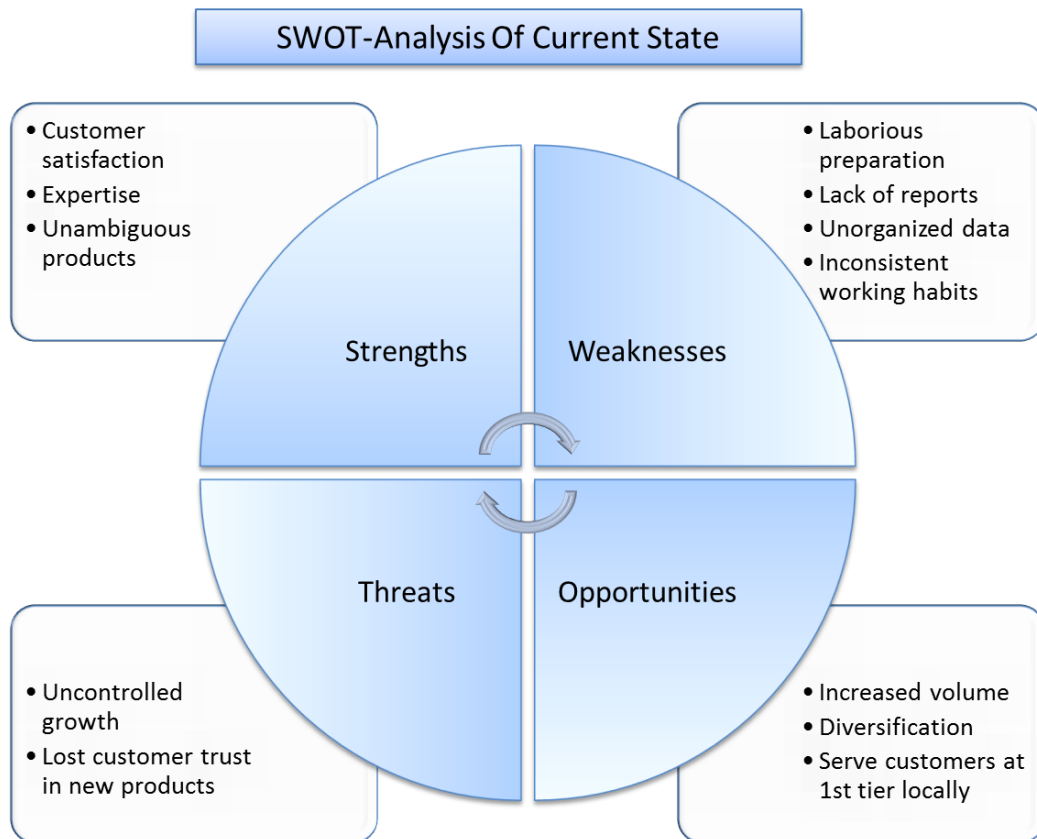 SWOT-Analysis Of Current State
• Customer
satisfaction
• Expertise
• Unambiguous
products
• Laborious
preparation
• Lack of reports
• Unorganized data
• Inconsistent
working habits
Strengths
Weaknesses
Threats
Opportunities
• Uncontrolled
growth
• Lost customer trust
in new products
• Increased volume
• Diversification
• Serve customers at
1st tier locally